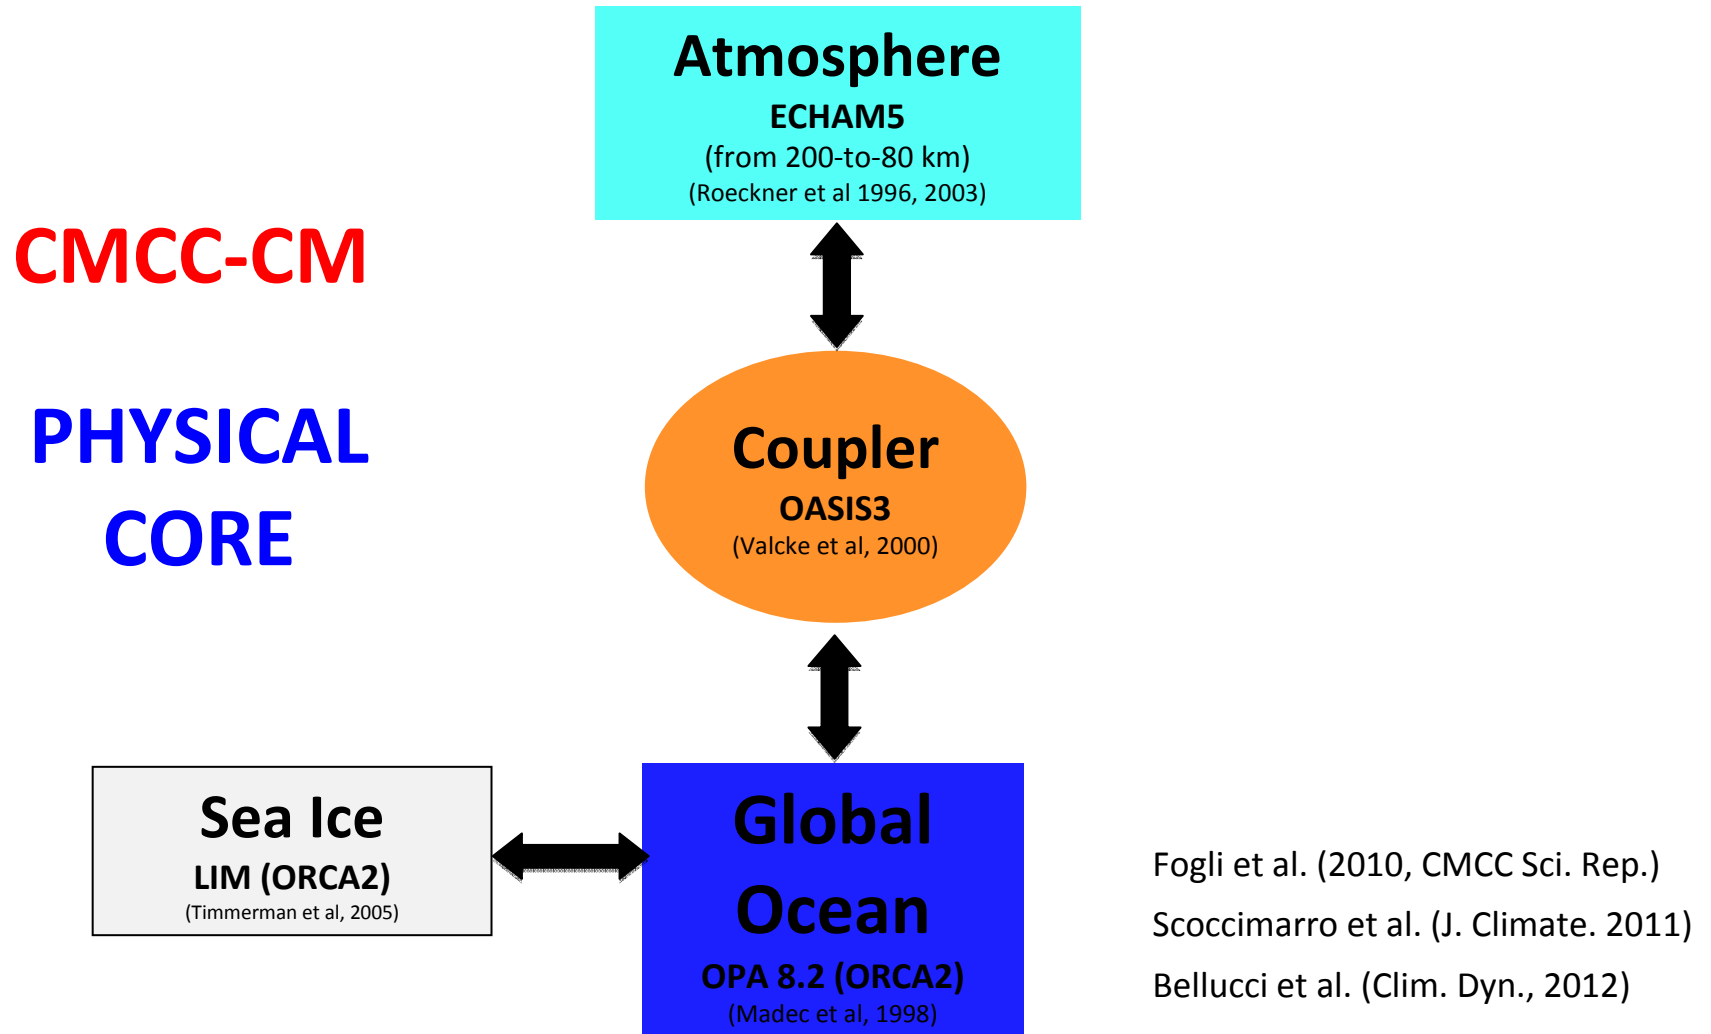 Atmosphere
ECHAM5
(from 200-to-80 km)
(Roeckner et al 1996, 2003)
CMCC-CM
PHYSICAL
CORE
Coupler
OASIS3
(Valcke et al, 2000)
Sea Ice
LIM (ORCA2)
(Timmerman et al, 2005)
Global
Ocean
OPA 8.2 (ORCA2)
(Madec et al, 1998)
Fogli et al. (2010, CMCC Sci. Rep.)
Scoccimarro et al. (J. Climate. 2011)
Bellucci et al. (Clim. Dyn., 2012)